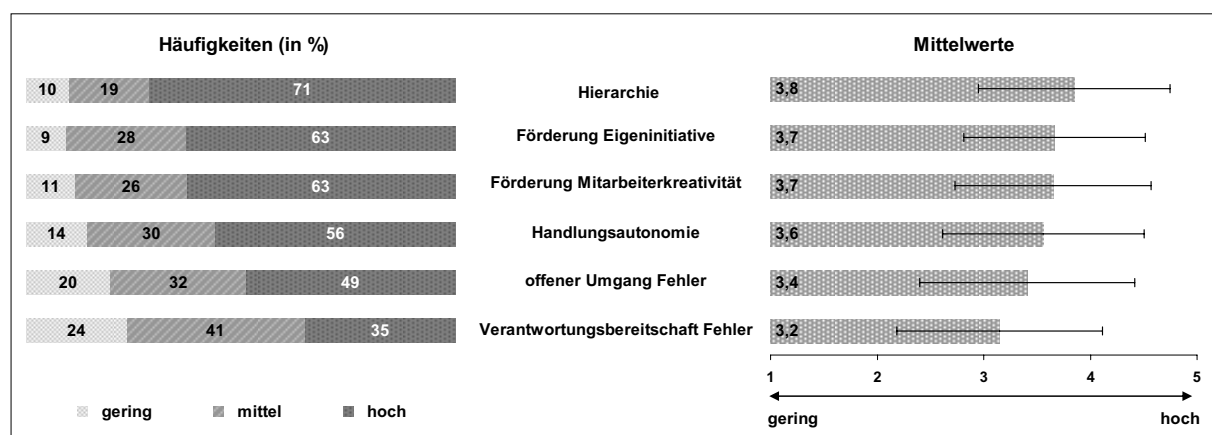 Häufigkeiten (in %)
Mittelwerte
10 19 71 Hierarchie 3,8
9 28 63 Förderung Eigeninitiative 3,7
11 26 63 Förderung Mitarbeiterkreativität 3,7
14 30 56 Handlungsautonomie 3,6
20 32 49 offener Umgang Fehler 3,4
24 41 35 Verantwortungsbereitschaft Fehler 3,2
1 2 3 4 5
gering mittel hoch
gering hoch